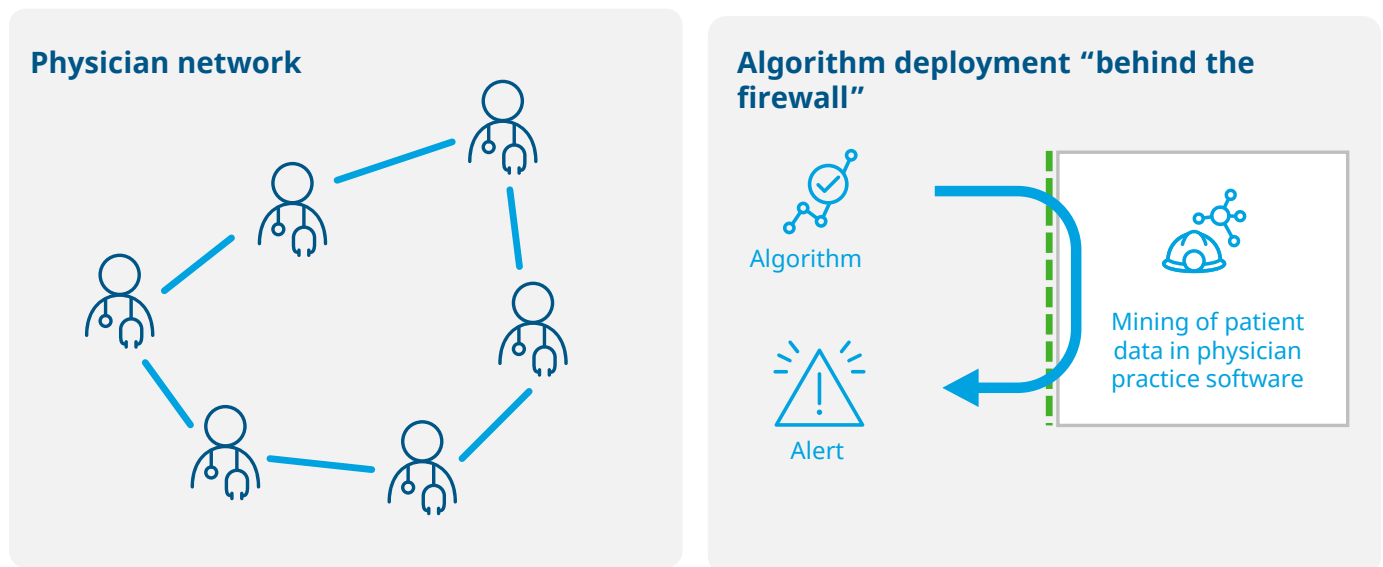 Physician network
Algorithm deployment “behind the
firewall”
Algorithm
Mining of patient
data in physician
practice software
Alert